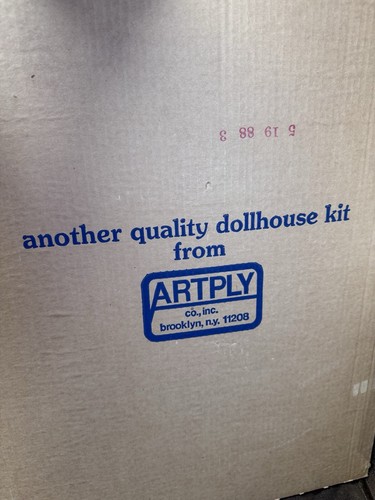 5 19 88 3
another quality dollhouse kit
from
ARTPLY
co., inc.
brooklyn, n.y. 11208